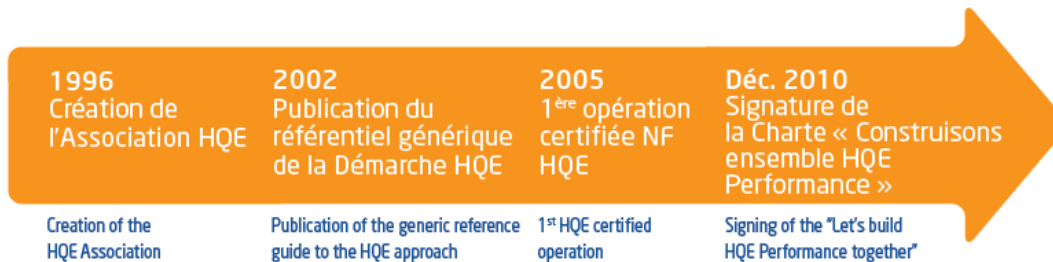 1996
Création de
l'Association HQE
2002
Publication du
référentiel générique
de la Démarche HQE
2005
1ère opération
certifiée NF
HQE
Déc. 2010
Signature de
la Charte « Construisons
ensemble HQE
Performance »
Creation of the
HQE Association
Publication of the generic reference
guide to the HQE approach
1st HQE certified
operation
Signing of the "Let's build
HQE Performance together"